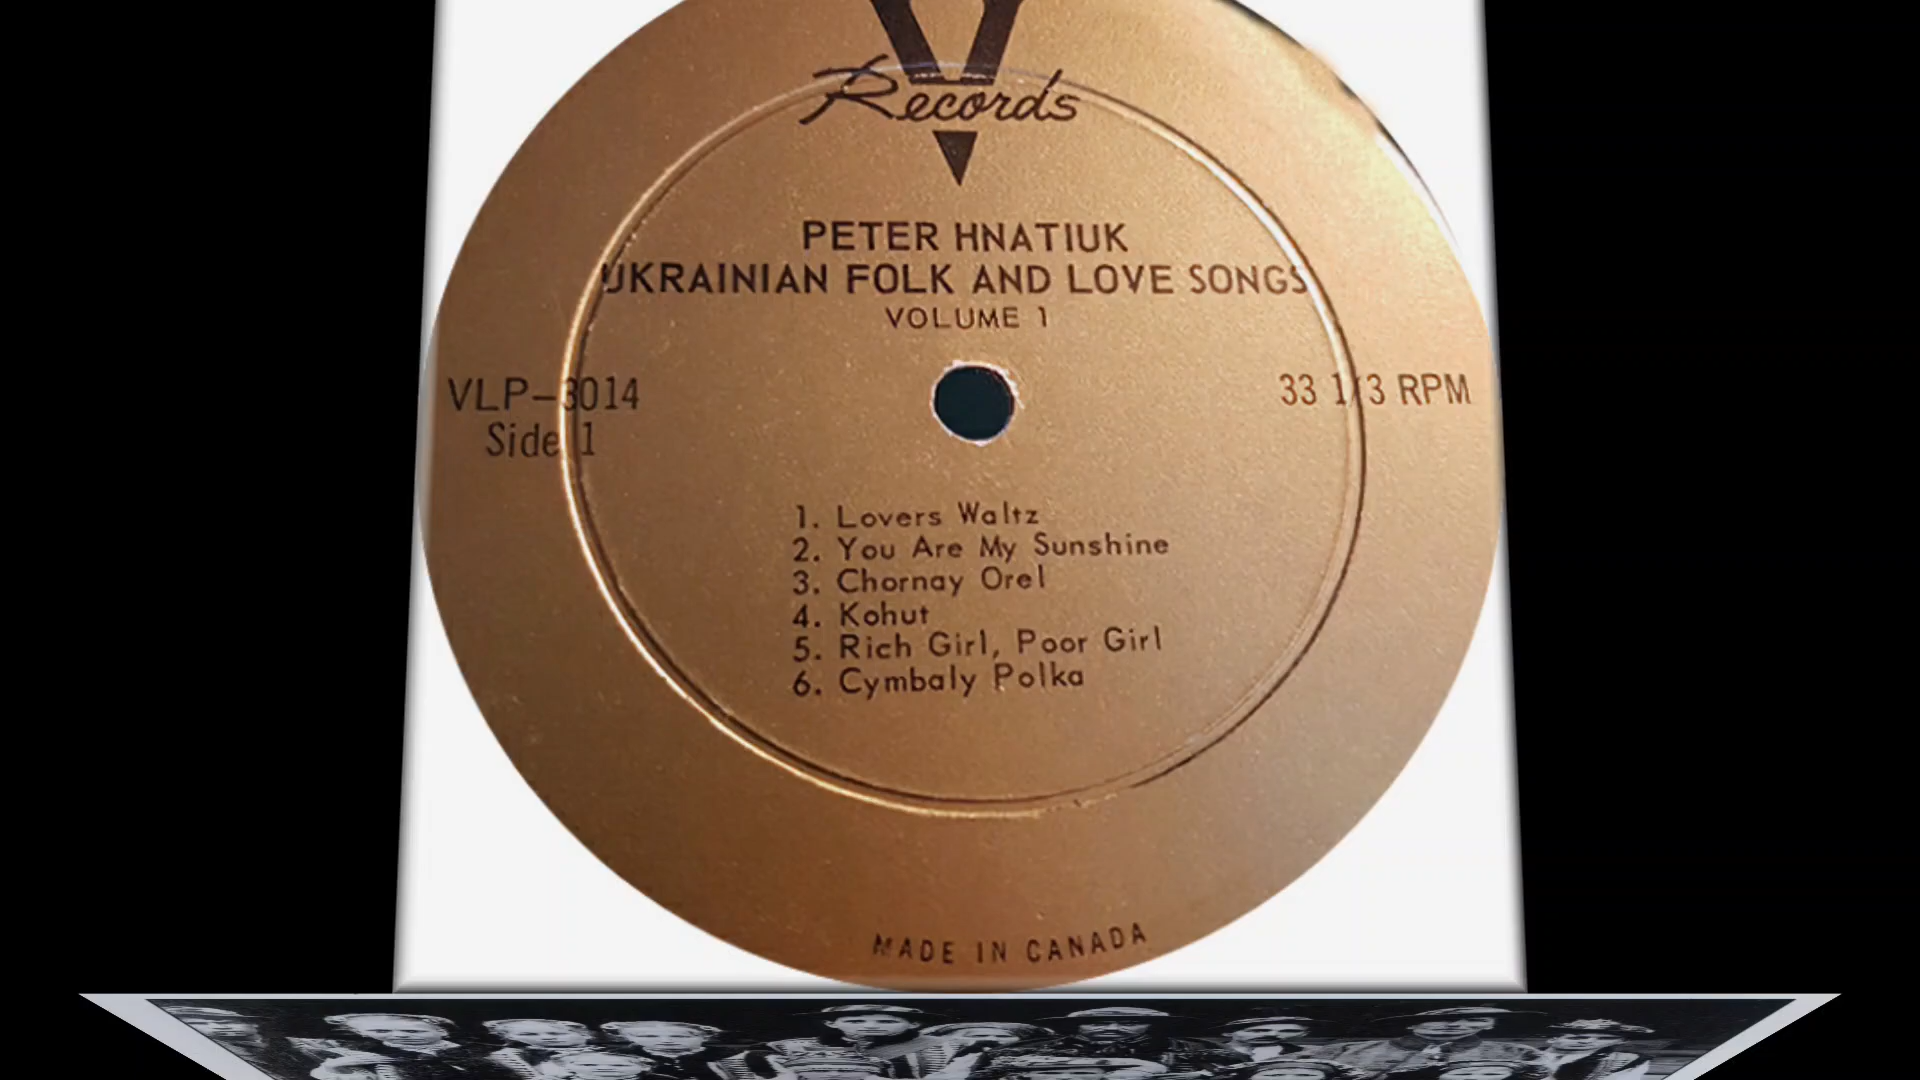 V
Records
PETER HNATIUK
UKRAINIAN FOLK AND LOVE SONGS
VOLUME 1
VLP-3014
Side 1
33 1/3 RPM
1. Lovers Waltz
2. You Are My Sunshine
3. Chornay Orel
4. Kohut
5. Rich Girl, Poor Girl
6. Cymbaly Polka
MADE IN CANADA